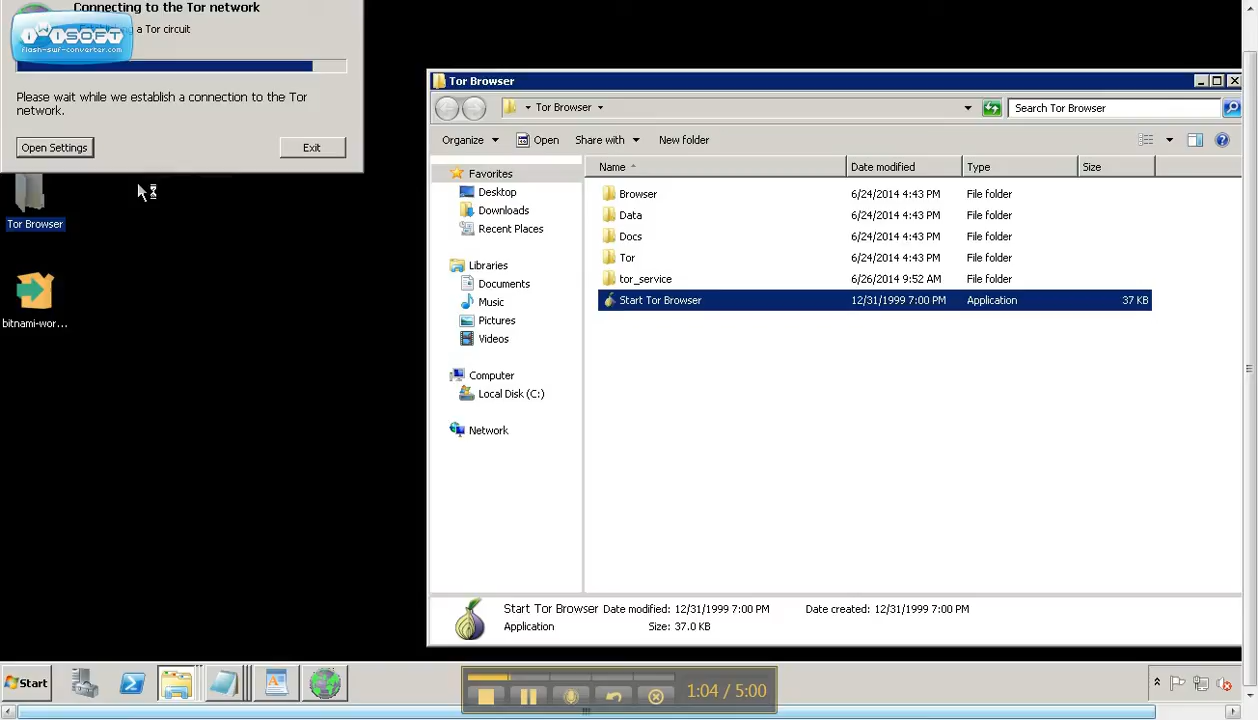 Connecting to the Tor network
a Tor circuit
iWiSOFT
flash-swf-converter.com
Please wait while we establish a connection to the Tor
network.
Open Settings
Exit
Tor Browser
bitnami-wor...
Tor Browser
Tor Browser
Search Tor Browser
Organize
Open
Share with
New folder
Name
Date modified
Type
Size
Favorites
Desktop
Downloads
Recent Places
Libraries
Documents
Music
Pictures
Videos
Computer
Local Disk (C:)
Network
Browser 6/24/2014 4:43 PM File folder
Data 6/24/2014 4:43 PM File folder
Docs 6/24/2014 4:43 PM File folder
Tor 6/24/2014 4:43 PM File folder
tor_service 6/26/2014 9:52 AM File folder
Start Tor Browser 12/31/1999 7:00 PM Application 37 KB
Start Tor Browser Date modified: 12/31/1999 7:00 PM Date created: 12/31/1999 7:00 PM
Application Size: 37.0 KB
Start
1:04 / 5:00